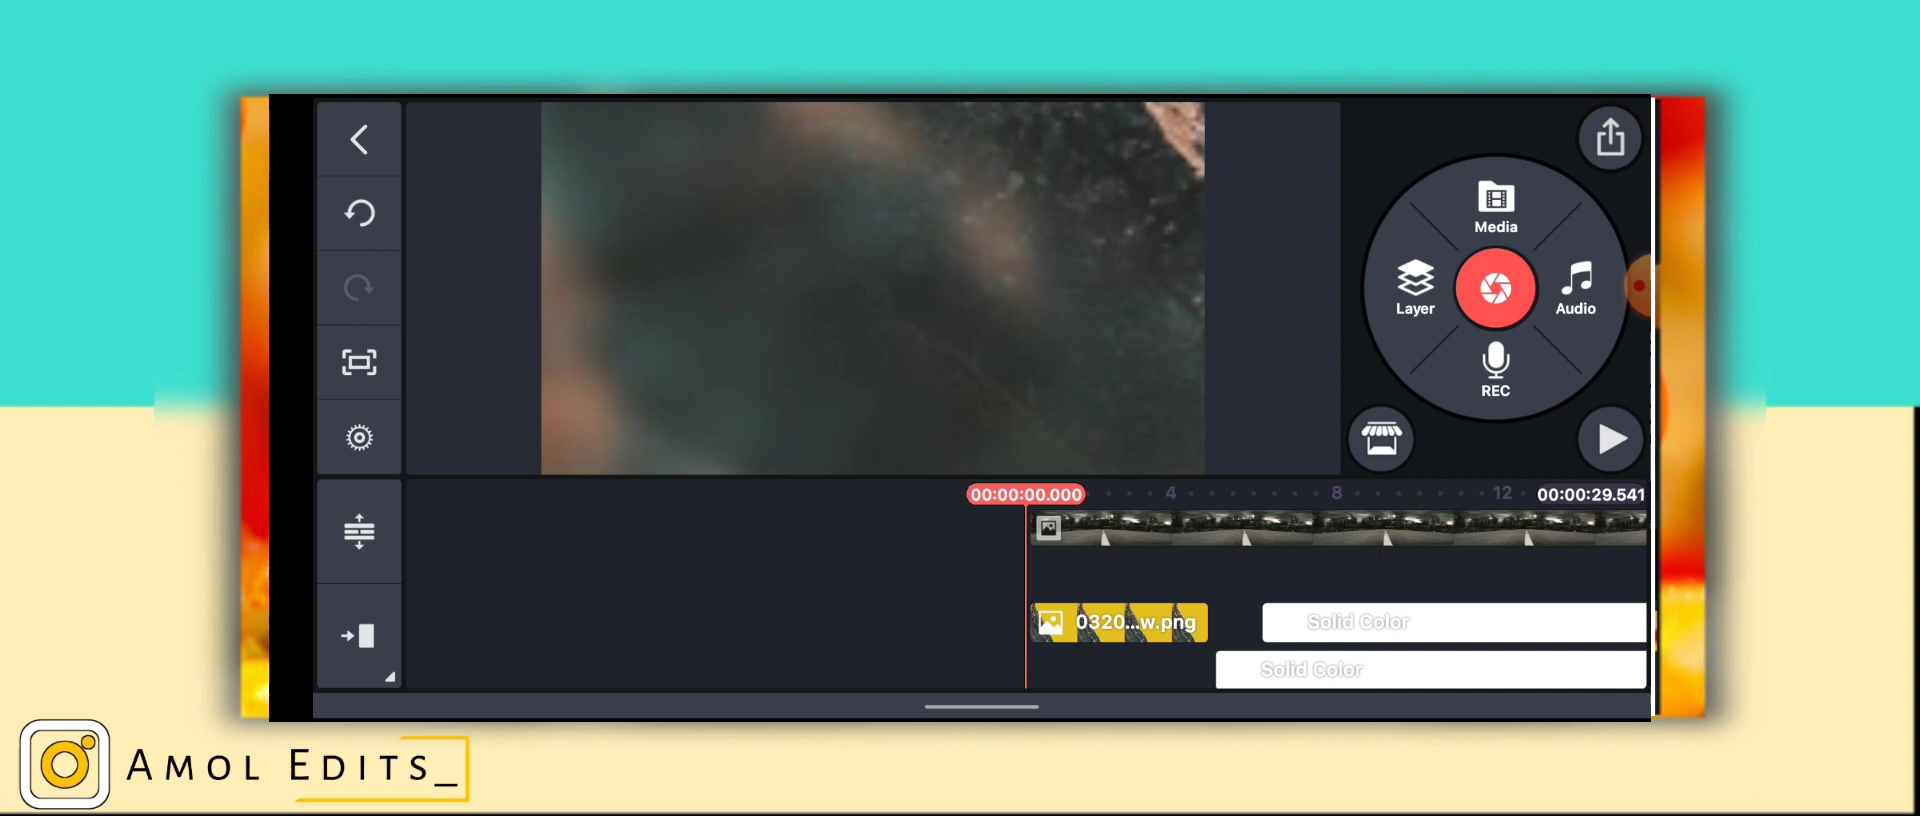 Media
Layer
Audio
REC
00:00:00.000
4
8
12
00:00:29.541
0320...w.png
Solid Color
Solid Color
AMOL EDITS_